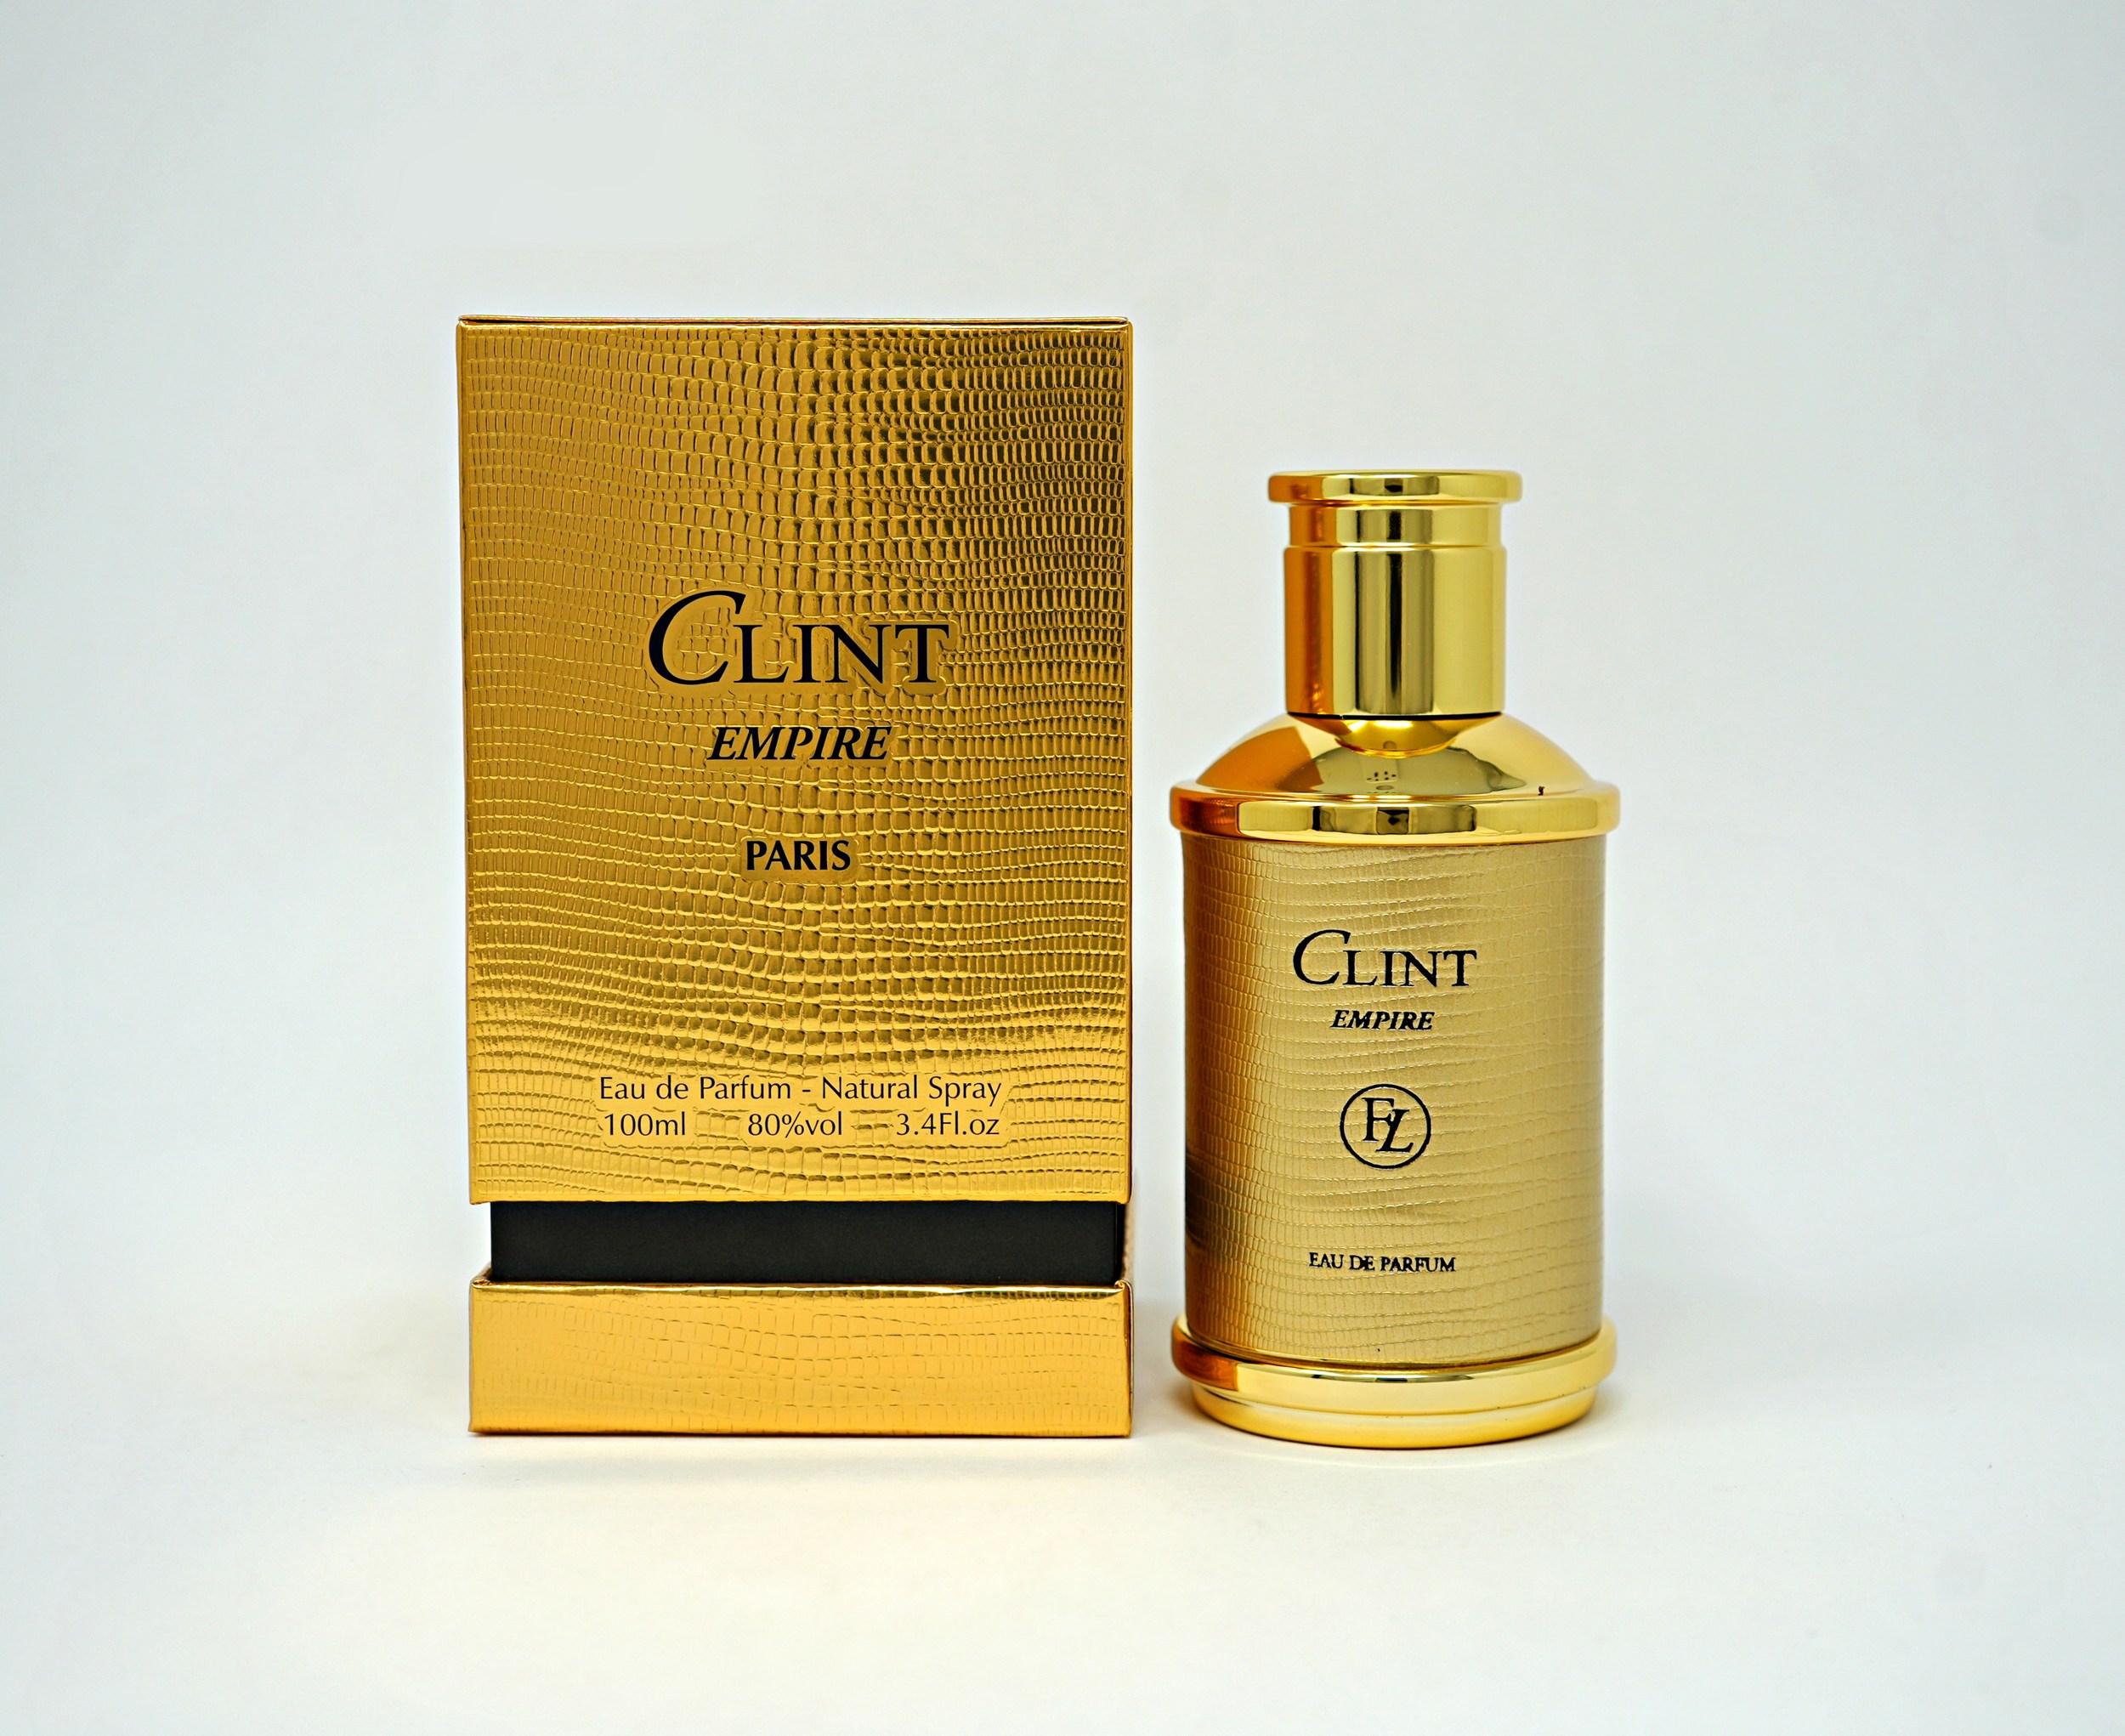 CLINT
EMPIRE
PARIS
Eau de Parfum - Natural Spray
100ml 80%vol 3.4Fl.oz
CLINT
EMPIRE
FL
EAU DE PARFUM